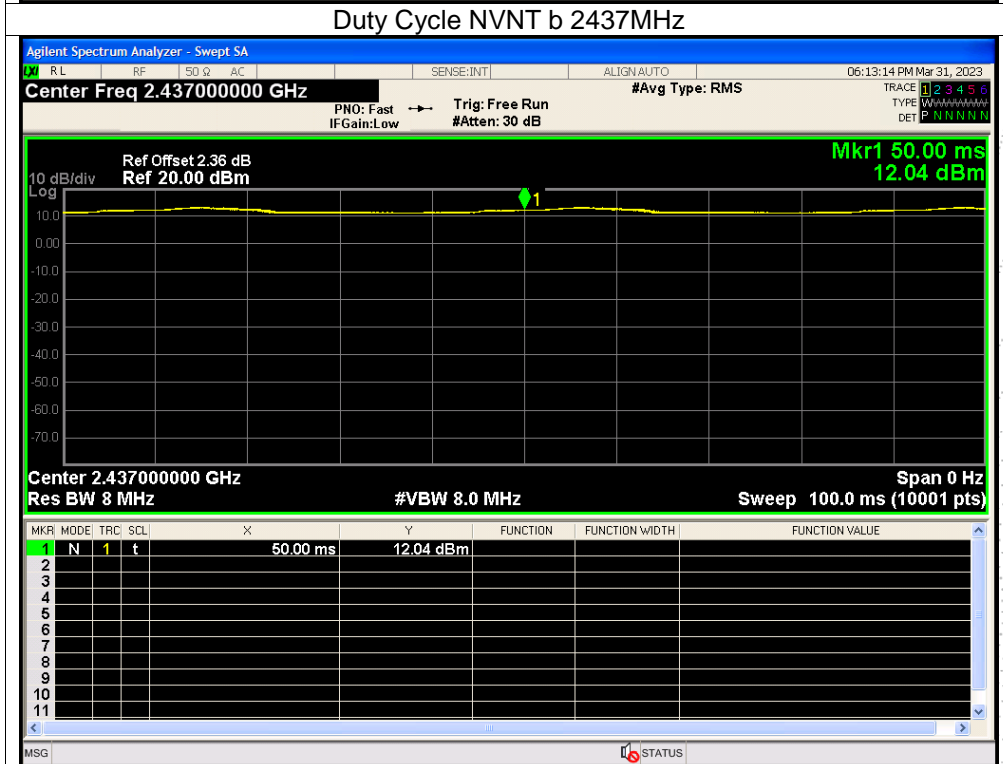 Duty Cycle NVNT b 2437MHz
Agilent Spectrum Analyzer - Swept SA
LXI RL RF 50 Ω AC SENSE:INT ALIGN AUTO 06:13:14 PM Mar 31, 2023
Center Freq 2.437000000 GHz #Avg Type: RMS TRACE 1 2 3 4 5 6
PNO: Fast Trig: Free Run TYPE WWWWWW
IFGain:Low #Atten: 30 dB DET P N N N N N
Mkr1 50.00 ms
Ref Offset 2.36 dB
10 dB/div Ref 20.00 dBm 12.04 dBm
Log
1
10.0
0.00
-10.0
-20.0
-30.0
-40.0
-50.0
-60.0
-70.0
Center 2.437000000 GHz Span 0 Hz
Res BW 8 MHz #VBW 8.0 MHz Sweep 100.0 ms (10001 pts)
MKR MODE TRC SCL X Y FUNCTION FUNCTION WIDTH FUNCTION VALUE
1 N 1 t 50.00 ms 12.04 dBm
2
3
4
5
6
7
8
9
10
11
MSG STATUS